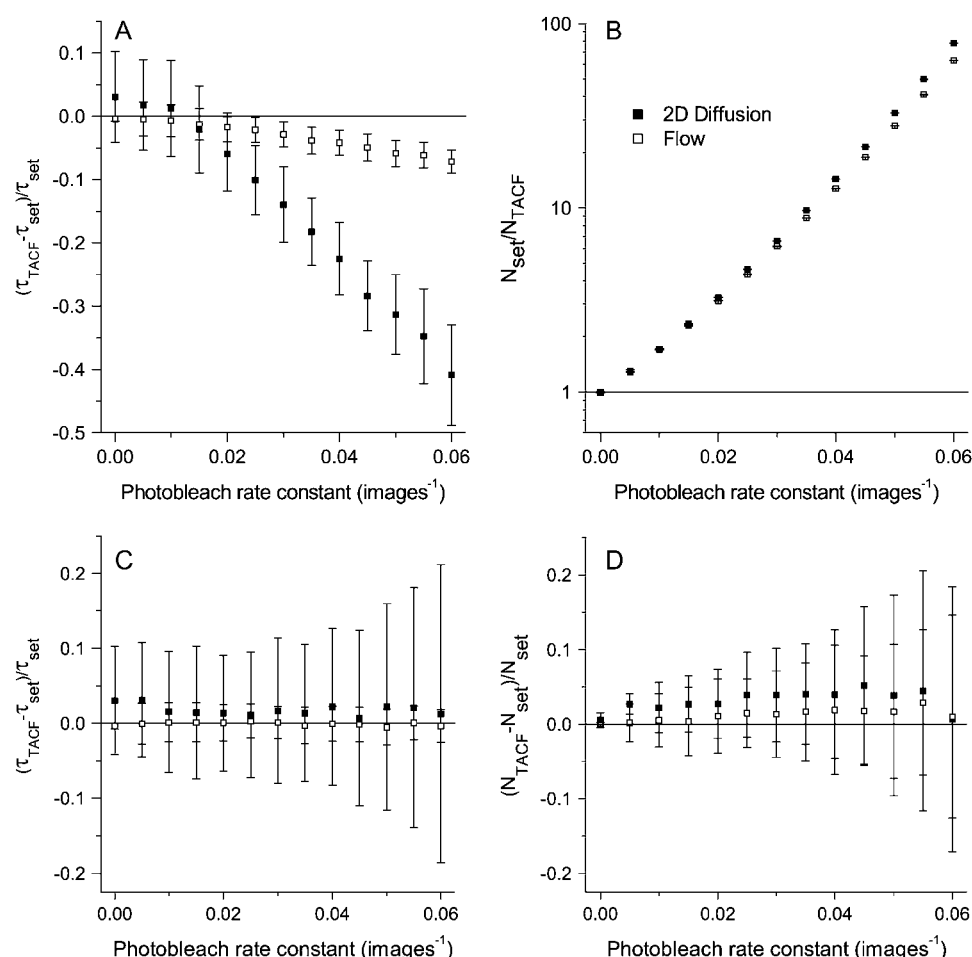 A
0.1
0.0
-0.1
-0.2
-0.3
-0.4
-0.5
(τTACF-τset)/τset
0.00 0.02 0.04 0.06
Photobleach rate constant (images⁻¹)
B
100
10
1
Nset/NTACF
2D Diffusion
Flow
0.00 0.02 0.04 0.06
Photobleach rate constant (images⁻¹)
C
0.2
0.1
0.0
-0.1
-0.2
(τTACF-τset)/τset
0.00 0.02 0.04 0.06
Photobleach rate constant (images⁻¹)
D
0.2
0.1
0.0
-0.1
-0.2
(NTACF-Nset)/Nset
0.00 0.02 0.04 0.06
Photobleach rate constant (images⁻¹)